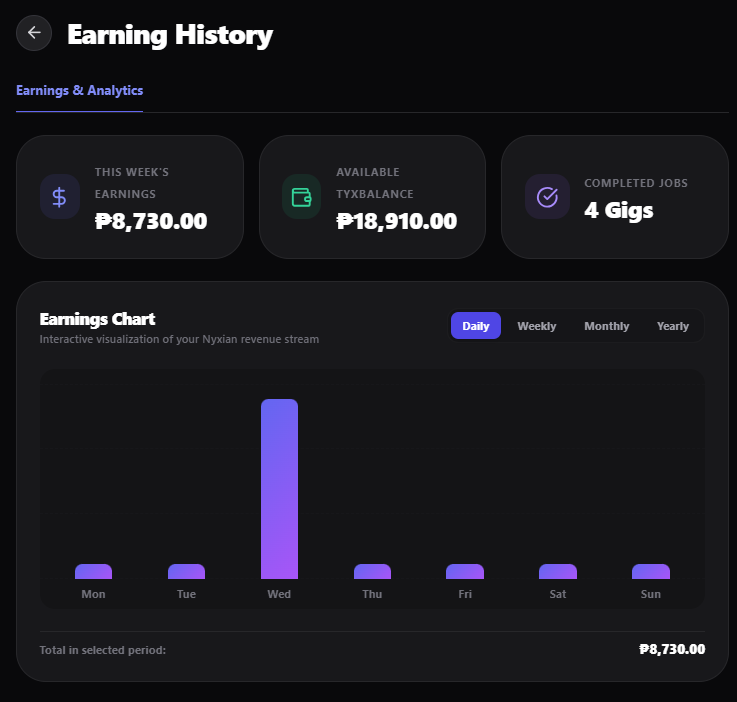 Earning History
Earnings & Analytics
THIS WEEK'S
EARNINGS
₱8,730.00
AVAILABLE
TYXBALANCE
₱18,910.00
COMPLETED JOBS
4 Gigs
Earnings Chart
Interactive visualization of your Nyxian revenue stream
Daily Weekly Monthly Yearly
Mon Tue Wed Thu Fri Sat Sun
Total in selected period: ₱8,730.00